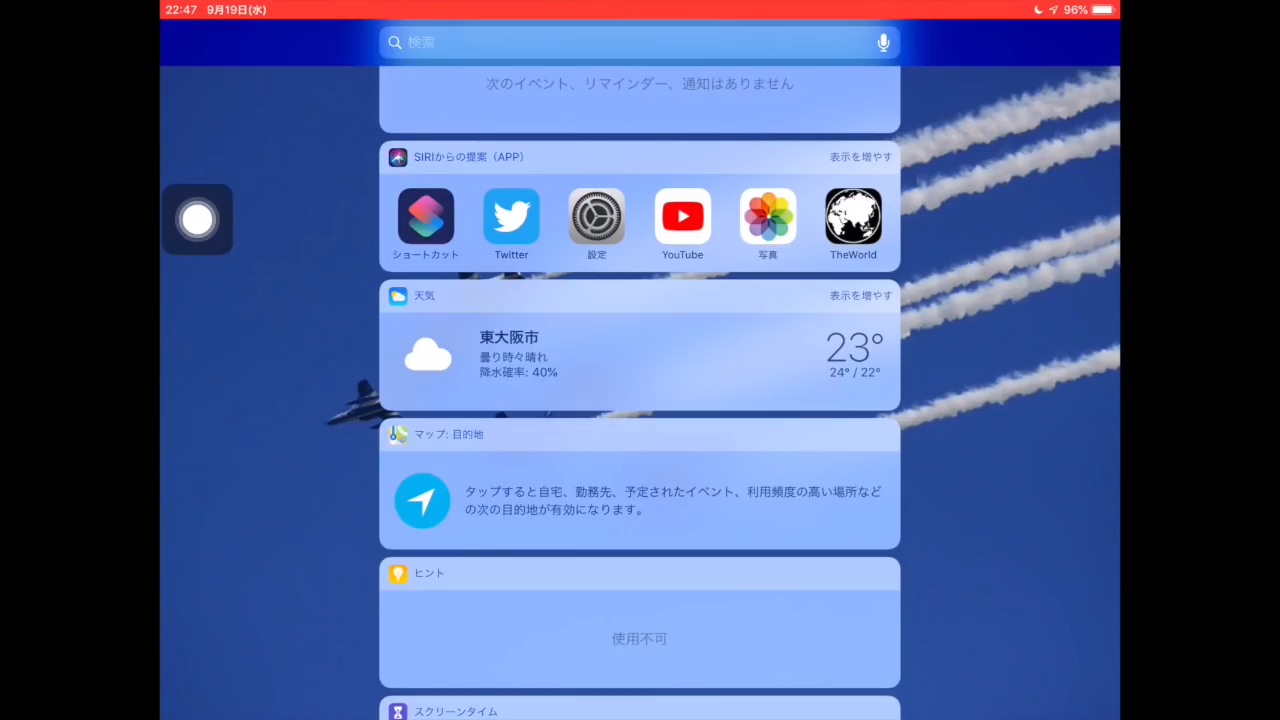 22:47 9月19日(水)
96%
検索
次のイベント、リマインダー、通知はありません
SIRIからの提案（APP）
表示を増やす
ショートカット
Twitter
設定
YouTube
写真
TheWorld
天気
表示を増やす
東大阪市
曇り時々晴れ
降水確率: 40%
23°
24° / 22°
マップ: 目的地
タップすると自宅、勤務先、予定されたイベント、利用頻度の高い場所など
の次の目的地が有効になります。
ヒント
使用不可
スクリーンタイム